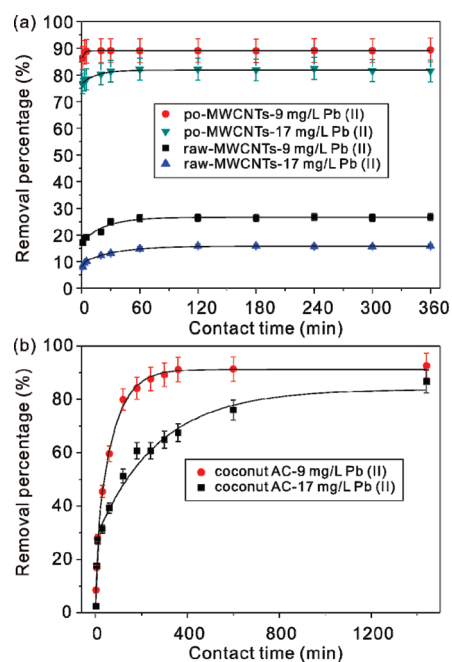 (a)
Removal percentage (%)
100
90
80
70
60
50
40
30
20
10
0
po-MWCNTs-9 mg/L Pb (II)
po-MWCNTs-17 mg/L Pb (II)
raw-MWCNTs-9 mg/L Pb (II)
raw-MWCNTs-17 mg/L Pb (II)
0 60 120 180 240 300 360
Contact time (min)
(b)
Removal percentage (%)
100
80
60
40
20
0
coconut AC-9 mg/L Pb (II)
coconut AC-17 mg/L Pb (II)
0 400 800 1200
Contact time (min)